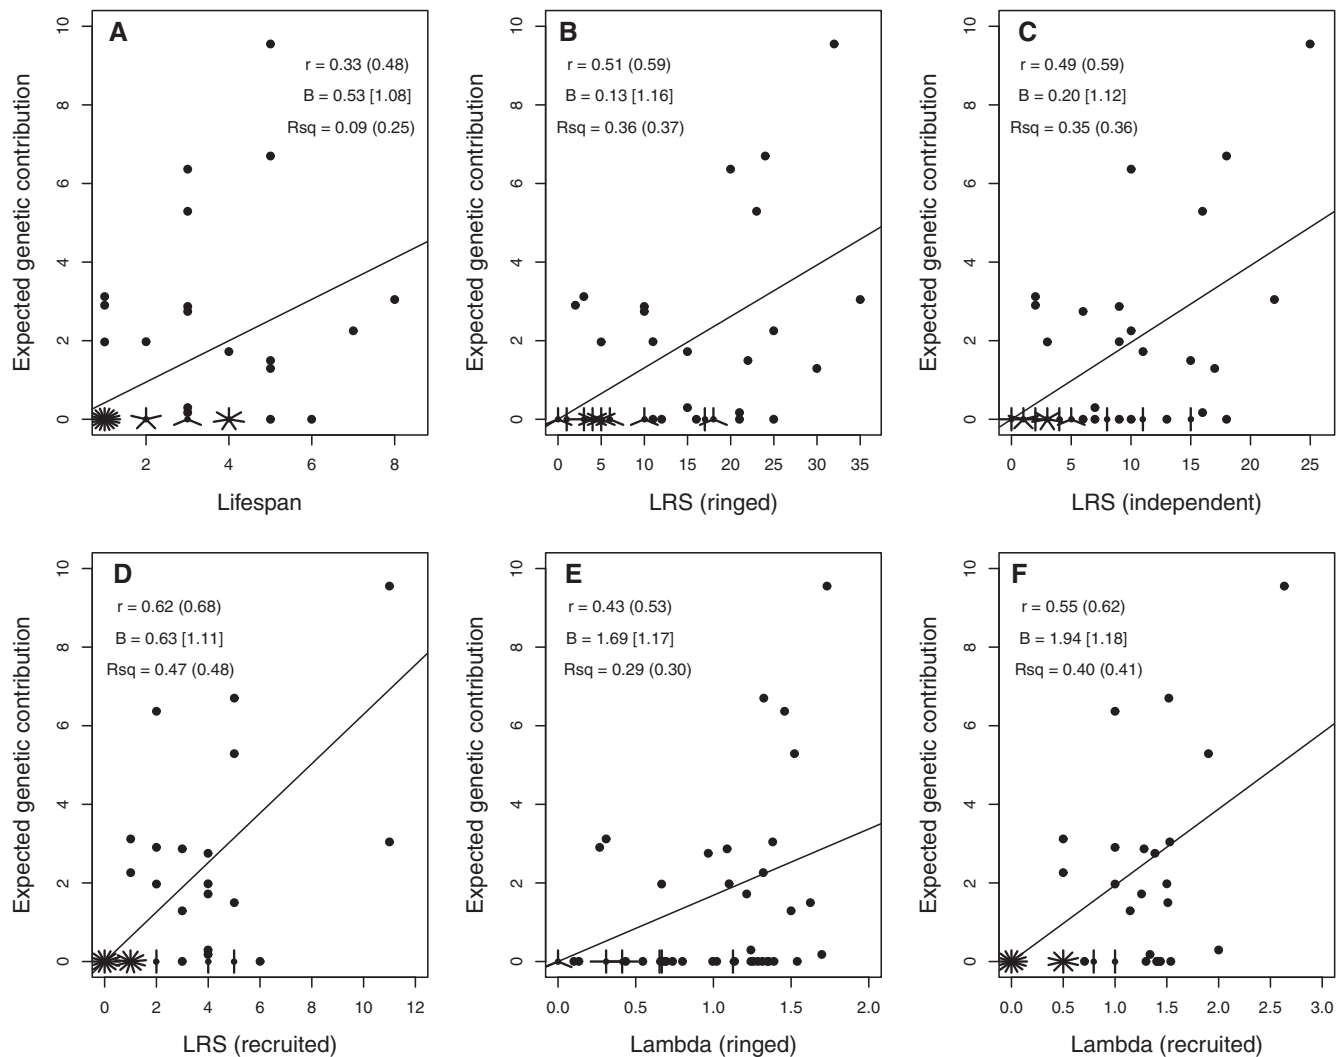 A
r = 0.33 (0.48)
B = 0.53 [1.08]
Rsq = 0.09 (0.25)
Expected genetic contribution
0 2 4 6 8 10
2 4 6 8
Lifespan
B
r = 0.51 (0.59)
B = 0.13 [1.16]
Rsq = 0.36 (0.37)
Expected genetic contribution
0 2 4 6 8 10
0 5 10 15 20 25 30 35
LRS (ringed)
C
r = 0.49 (0.59)
B = 0.20 [1.12]
Rsq = 0.35 (0.36)
Expected genetic contribution
0 2 4 6 8 10
0 5 10 15 20 25
LRS (independent)
D
r = 0.62 (0.68)
B = 0.63 [1.11]
Rsq = 0.47 (0.48)
Expected genetic contribution
0 2 4 6 8 10
0 2 4 6 8 10 12
LRS (recruited)
E
r = 0.43 (0.53)
B = 1.69 [1.17]
Rsq = 0.29 (0.30)
Expected genetic contribution
0 2 4 6 8 10
0.0 0.5 1.0 1.5 2.0
Lambda (ringed)
F
r = 0.55 (0.62)
B = 1.94 [1.18]
Rsq = 0.40 (0.41)
Expected genetic contribution
0 2 4 6 8 10
0.0 0.5 1.0 1.5 2.0 2.5 3.0
Lambda (recruited)